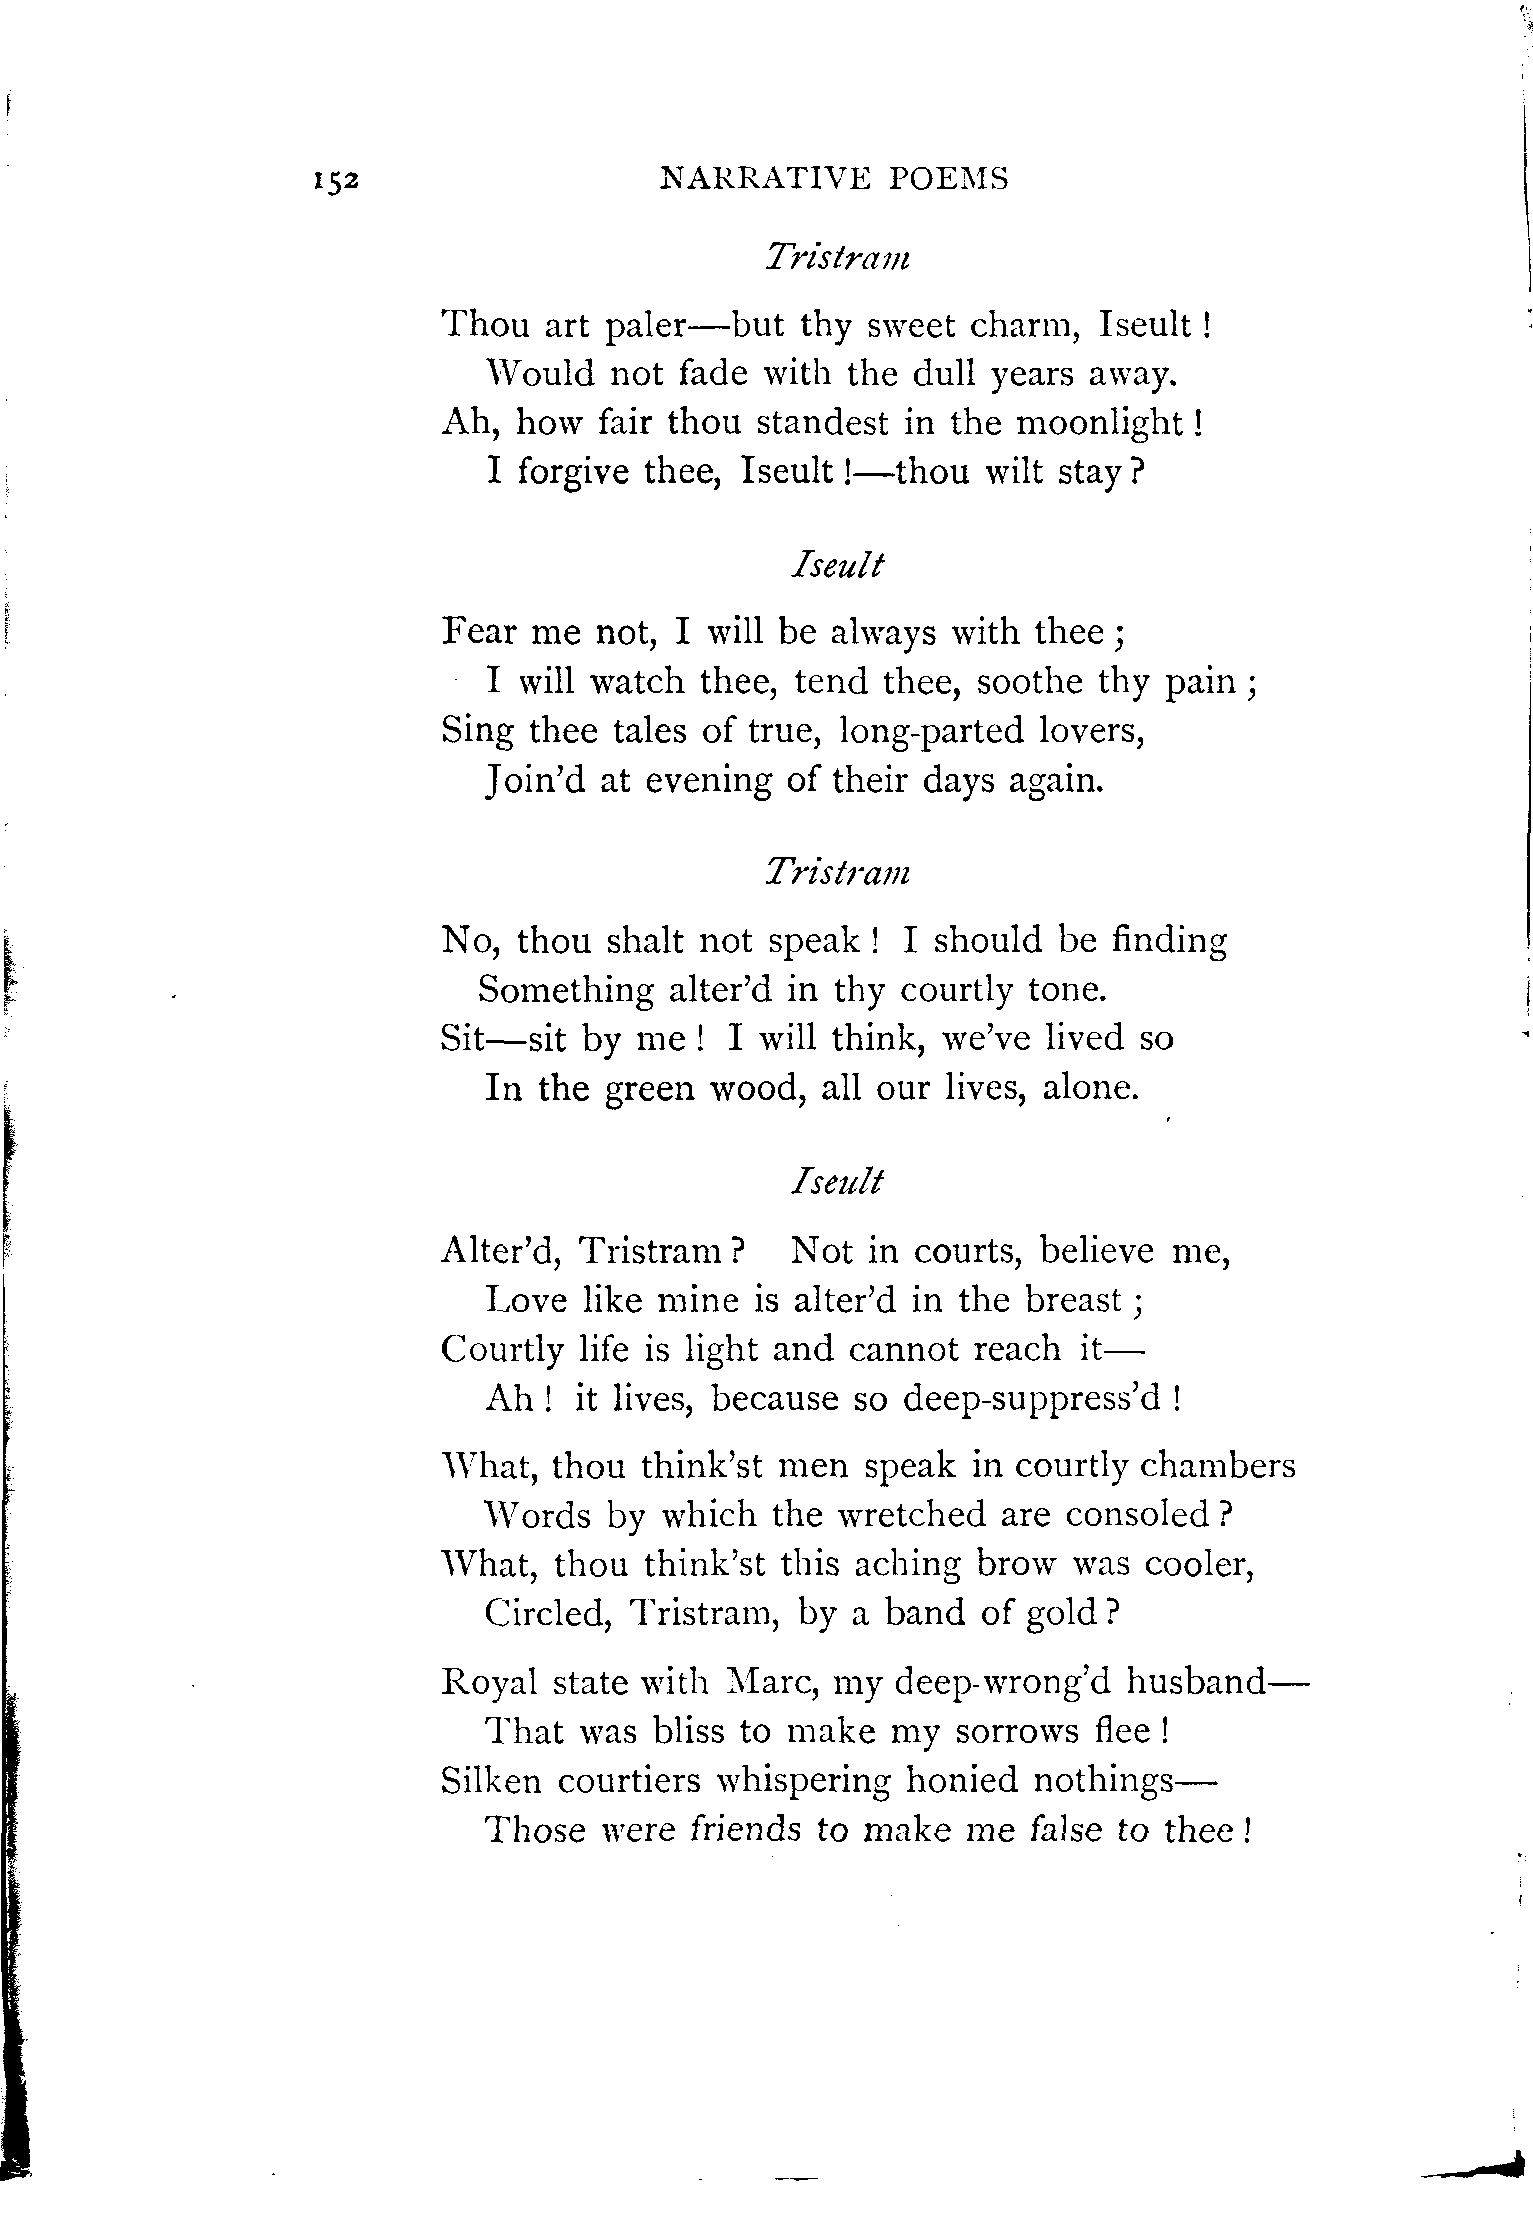 152 NARRATIVE POEMS
Tristram
Thou art paler—but thy sweet charm, Iseult !
Would not fade with the dull years away.
Ah, how fair thou standest in the moonlight !
I forgive thee, Iseult !—thou wilt stay ?
Iseult
Fear me not, I will be always with thee ;
I will watch thee, tend thee, soothe thy pain ;
Sing thee tales of true, long-parted lovers,
Join'd at evening of their days again.
Tristram
No, thou shalt not speak ! I should be finding
Something alter'd in thy courtly tone.
Sit—sit by me ! I will think, we've lived so
In the green wood, all our lives, alone.
Iseult
Alter'd, Tristram ? Not in courts, believe me,
Love like mine is alter'd in the breast ;
Courtly life is light and cannot reach it—
Ah ! it lives, because so deep-suppress'd !
What, thou think'st men speak in courtly chambers
Words by which the wretched are consoled ?
What, thou think'st this aching brow was cooler,
Circled, Tristram, by a band of gold ?
Royal state with Marc, my deep-wrong'd husband—
That was bliss to make my sorrows flee !
Silken courtiers whispering honied nothings—
Those were friends to make me false to thee !